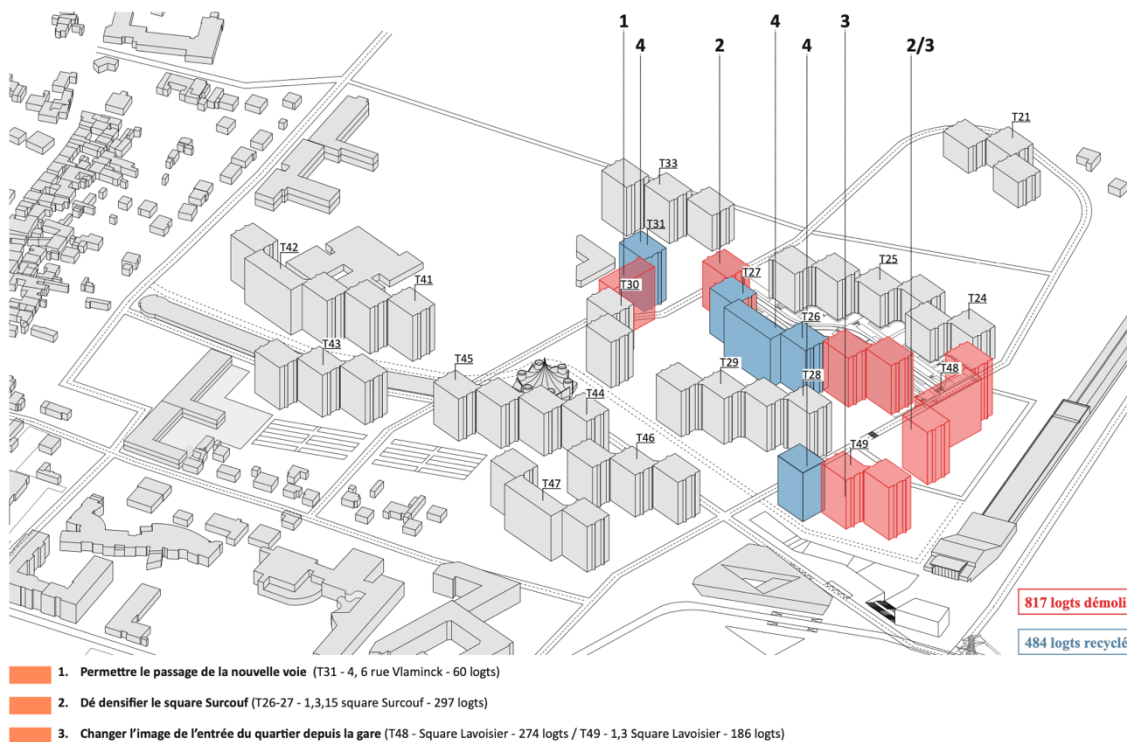 1
4
2
4
4
3
2/3
T21
T33
T31
T42
T41
T30
T27
T25
T26
T24
T43
T45
T29
T28
T48
T44
T46
T49
T47
817 logts démoli
484 logts recyclé
1. Permettre le passage de la nouvelle voie (T31 - 4, 6 rue Vlaminck - 60 logts)
2. Dé densifier le square Surcouf (T26-27 - 1,3,15 square Surcouf - 297 logts)
3. Changer l'image de l'entrée du quartier depuis la gare (T48 - Square Lavoisier - 274 logts / T49 - 1,3 Square Lavoisier - 186 logts)